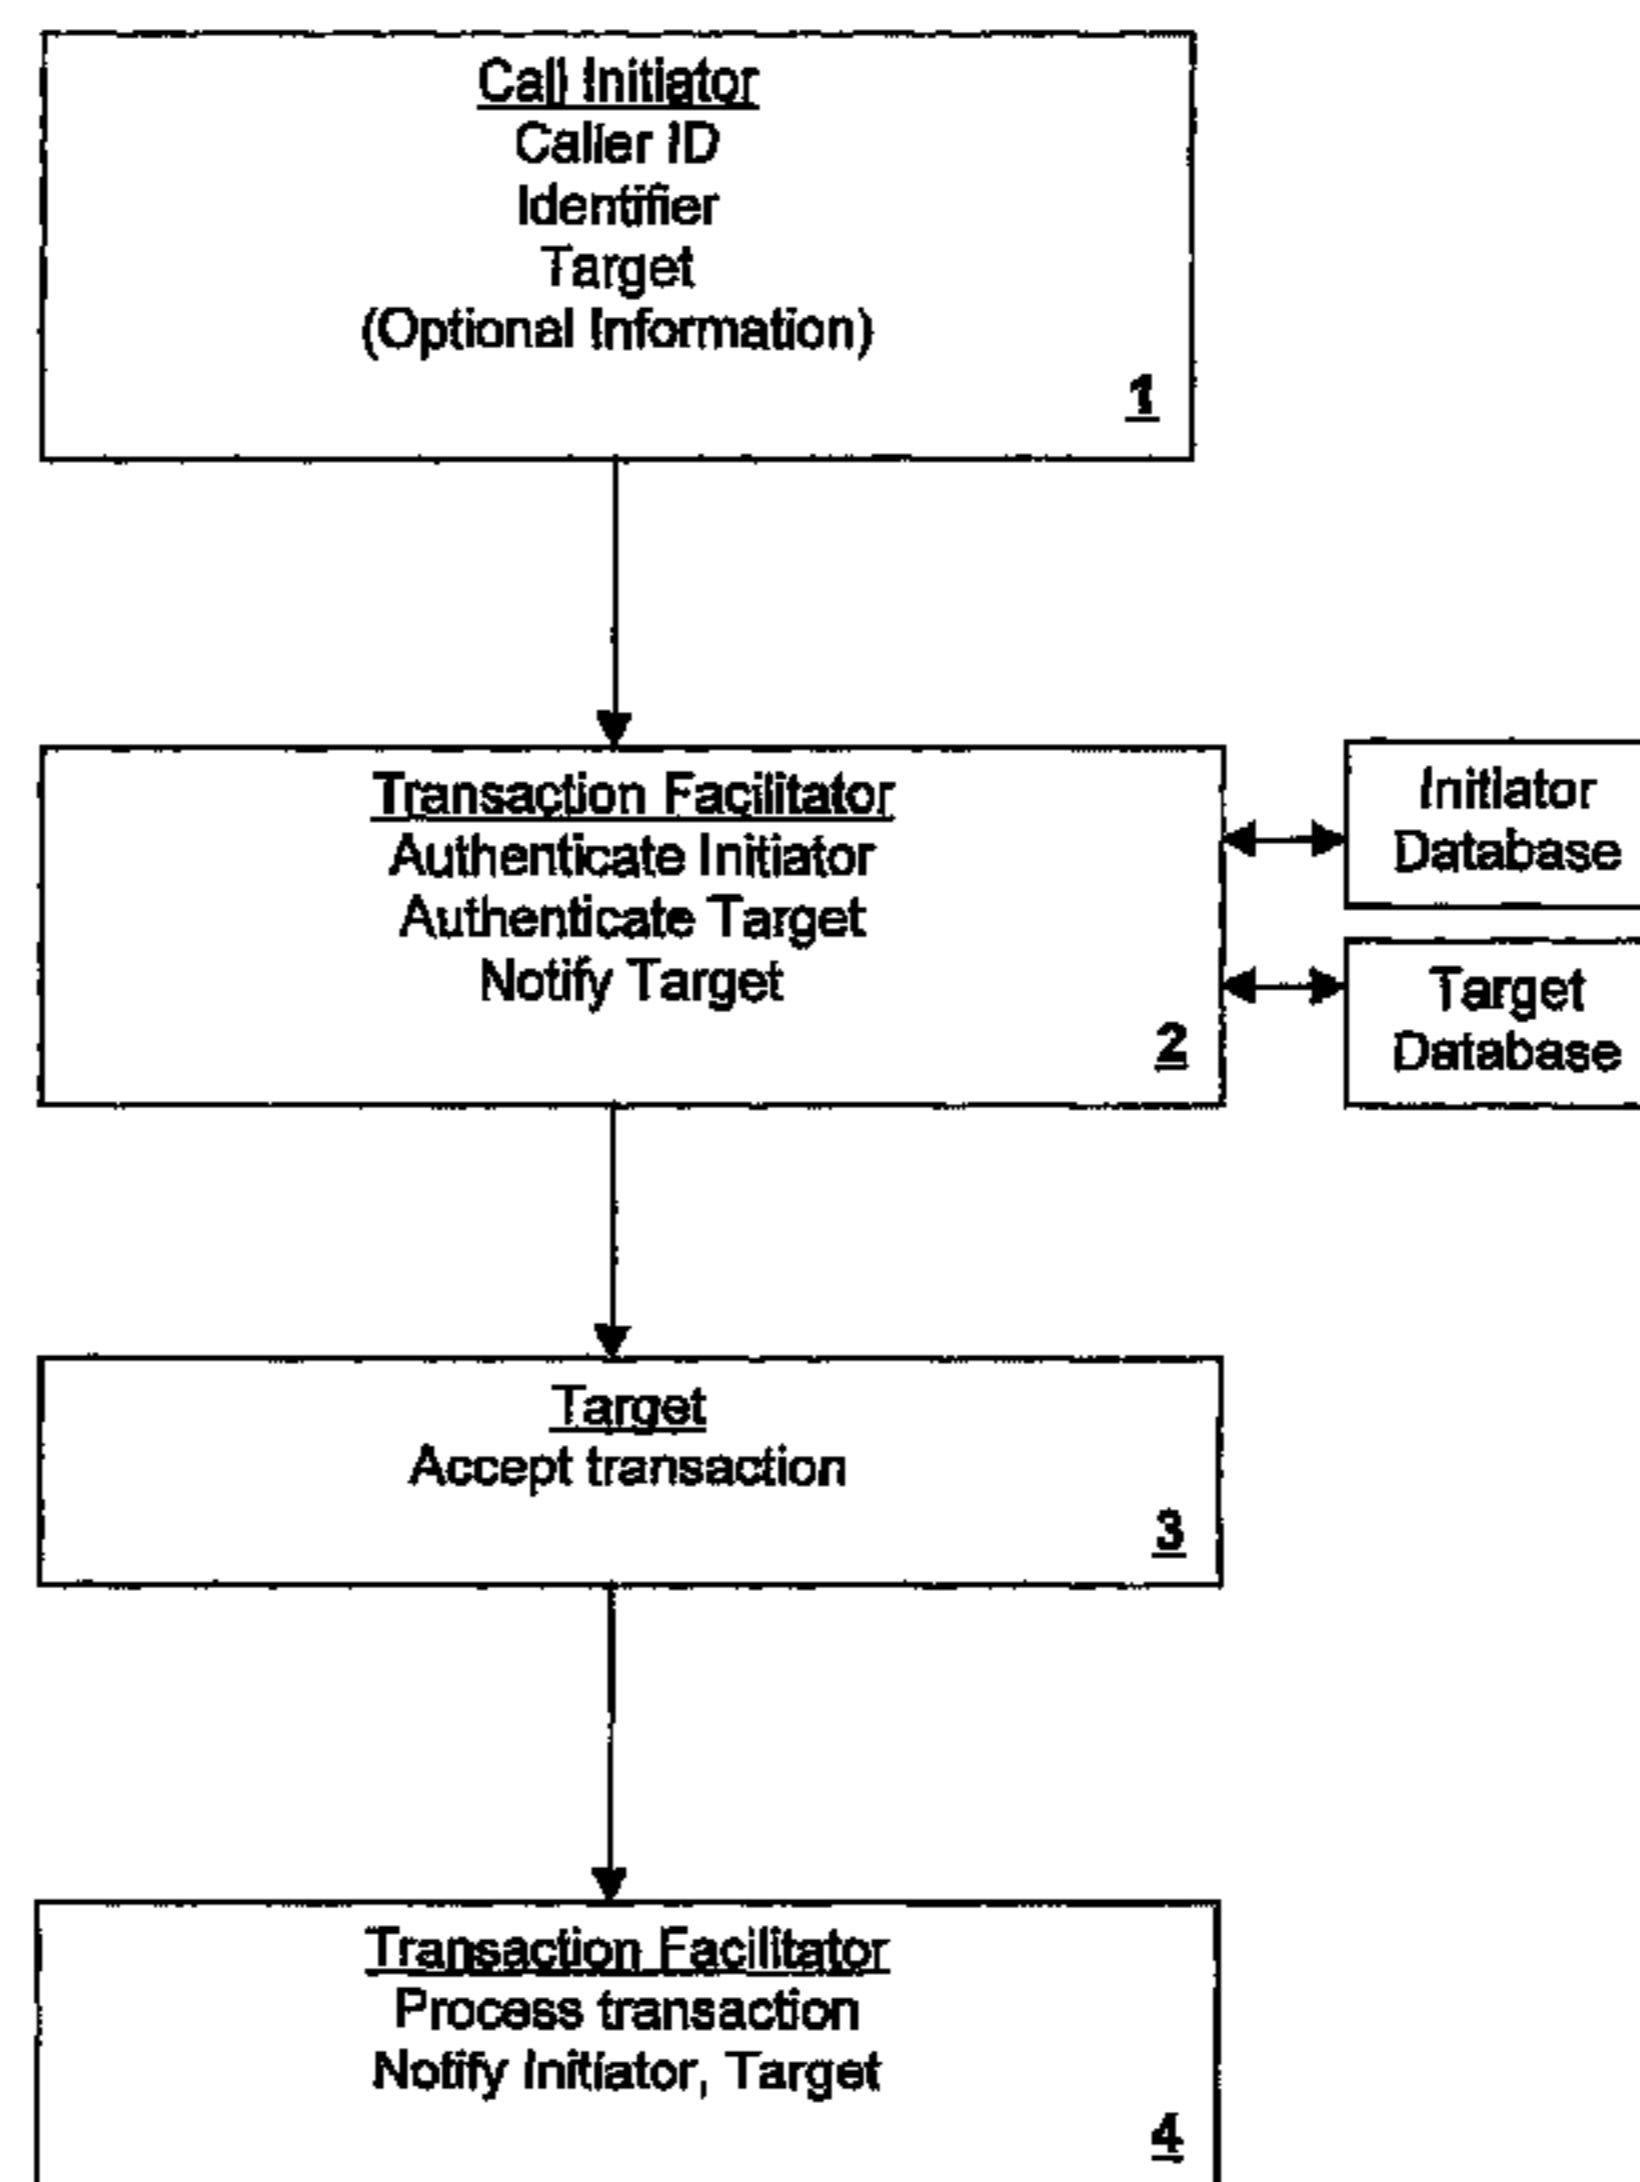 Call Initiator
Caller ID
Identifier
Target
(Optional Information)
1
Transaction Facilitator
Authenticate Initiator
Authenticate Target
Notify Target
2
Initiator
Database
Target
Database
Target
Accept transaction
3
Transaction Facilitator
Process transaction
Notify Initiator, Target
4